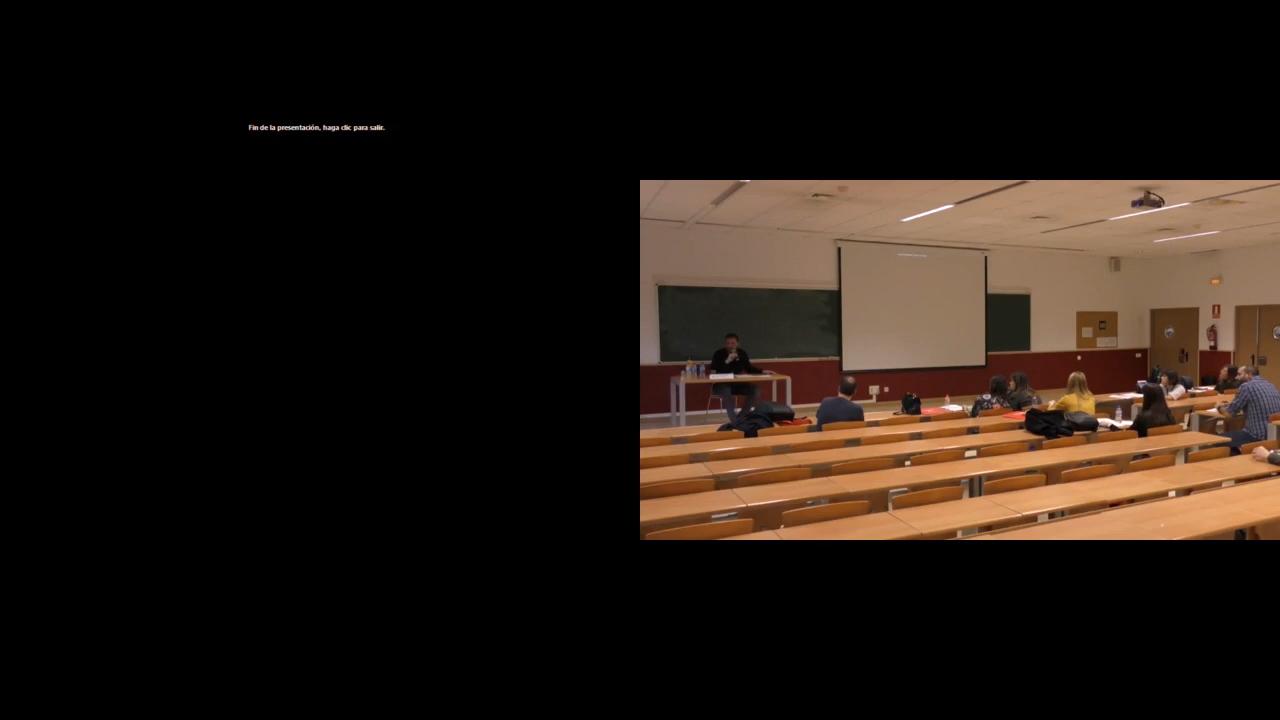 Fin de la presentación, haga clic para salir.